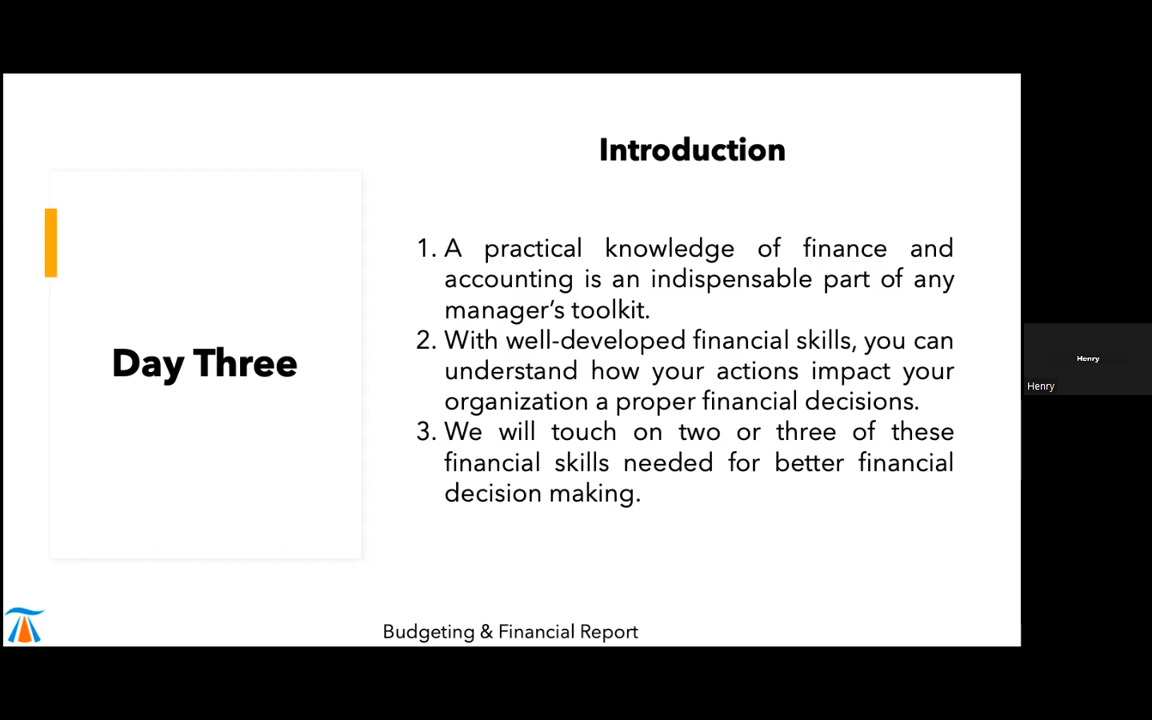 Introduction
Day Three
1. A practical knowledge of finance and
accounting is an indispensable part of any
manager's toolkit.
2. With well-developed financial skills, you can
understand how your actions impact your
organization a proper financial decisions.
3. We will touch on two or three of these
financial skills needed for better financial
decision making.
Budgeting & Financial Report
Henry
Henry